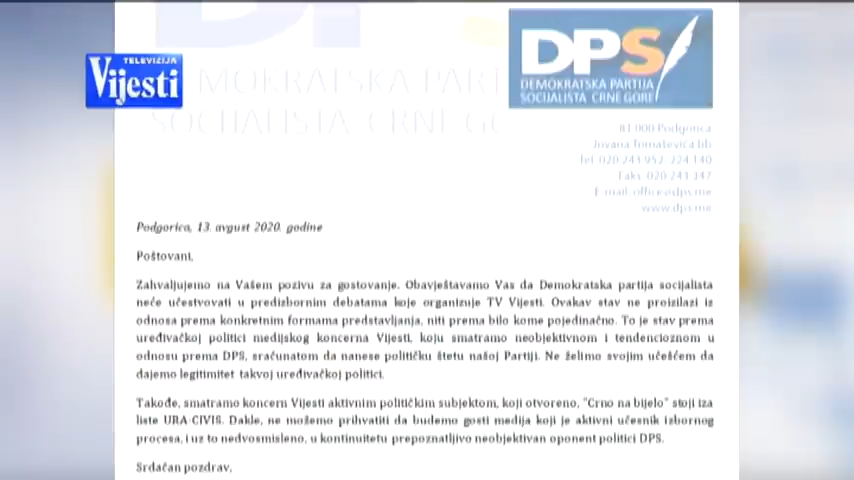 TELEVIZIJA
Vijesti
DPS
DEMOKRATSKA PARTIJA
SOCIJALISTA CRNE GORE
DEMOKRATSKA PARTI
SOCIJALISTA CRNE GO
81 000 Podgorica
Jovana Tomaševića bb
Tel: 020 243 952, 224 140
Faks: 020 243 347
E-mail: office@dps.me
www.dps.me
Podgorica, 13. avgust 2020. godine
Poštovani,
Zahvaljujemo na Vašem pozivu za gostovanje. Obavještavamo Vas da Demokratska partija socijalista
neće učestvovati u predizbornim debatama koje organizuje TV Vijesti. Ovakav stav ne proizilazi iz
odnosa prema konkretnim formama predstavljanja, niti prema bilo kome pojedinačno. To je stav prema
uređivačkoj politici medijskog koncerna Vijesti, koju smatramo neobjektivnom i tendencioznom u
odnosu prema DPS, sračunatom da nanese političku štetu našoj Partiji. Ne želimo svojim učešćem da
dajemo legitimitet takvoj uređivačkoj politici.
Takođe, smatramo koncern Vijesti aktivnim političkim subjektom, koji otvoreno, "Crno na bijelo" stoji iza
liste URA-CIVIS. Dakle, ne možemo prihvatiti da budemo gosti medija koji je aktivni učesnik izbornog
procesa, i uz to nedvosmisleno, u kontinuitetu prepoznatljivo neobjektivan oponent politici DPS.
Srdačan pozdrav,